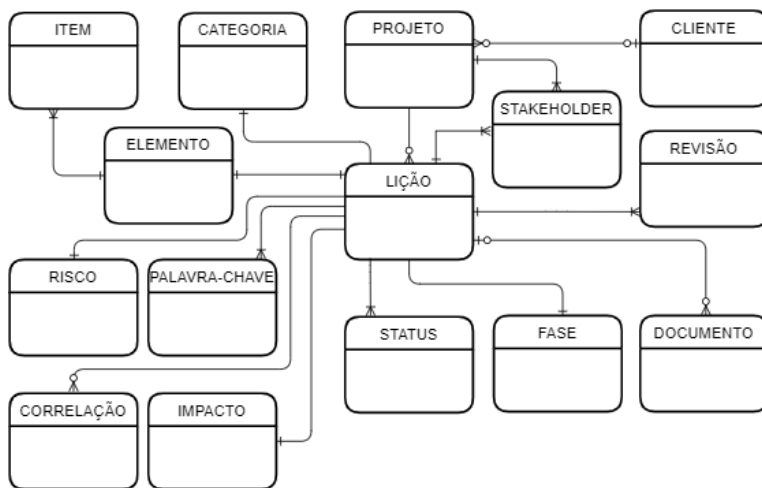 ITEM
CATEGORIA
PROJETO
CLIENTE
STAKEHOLDER
ELEMENTO
REVISÃO
LIÇÃO
RISCO
PALAVRA-CHAVE
STATUS
FASE
DOCUMENTO
CORRELAÇÃO
IMPACTO